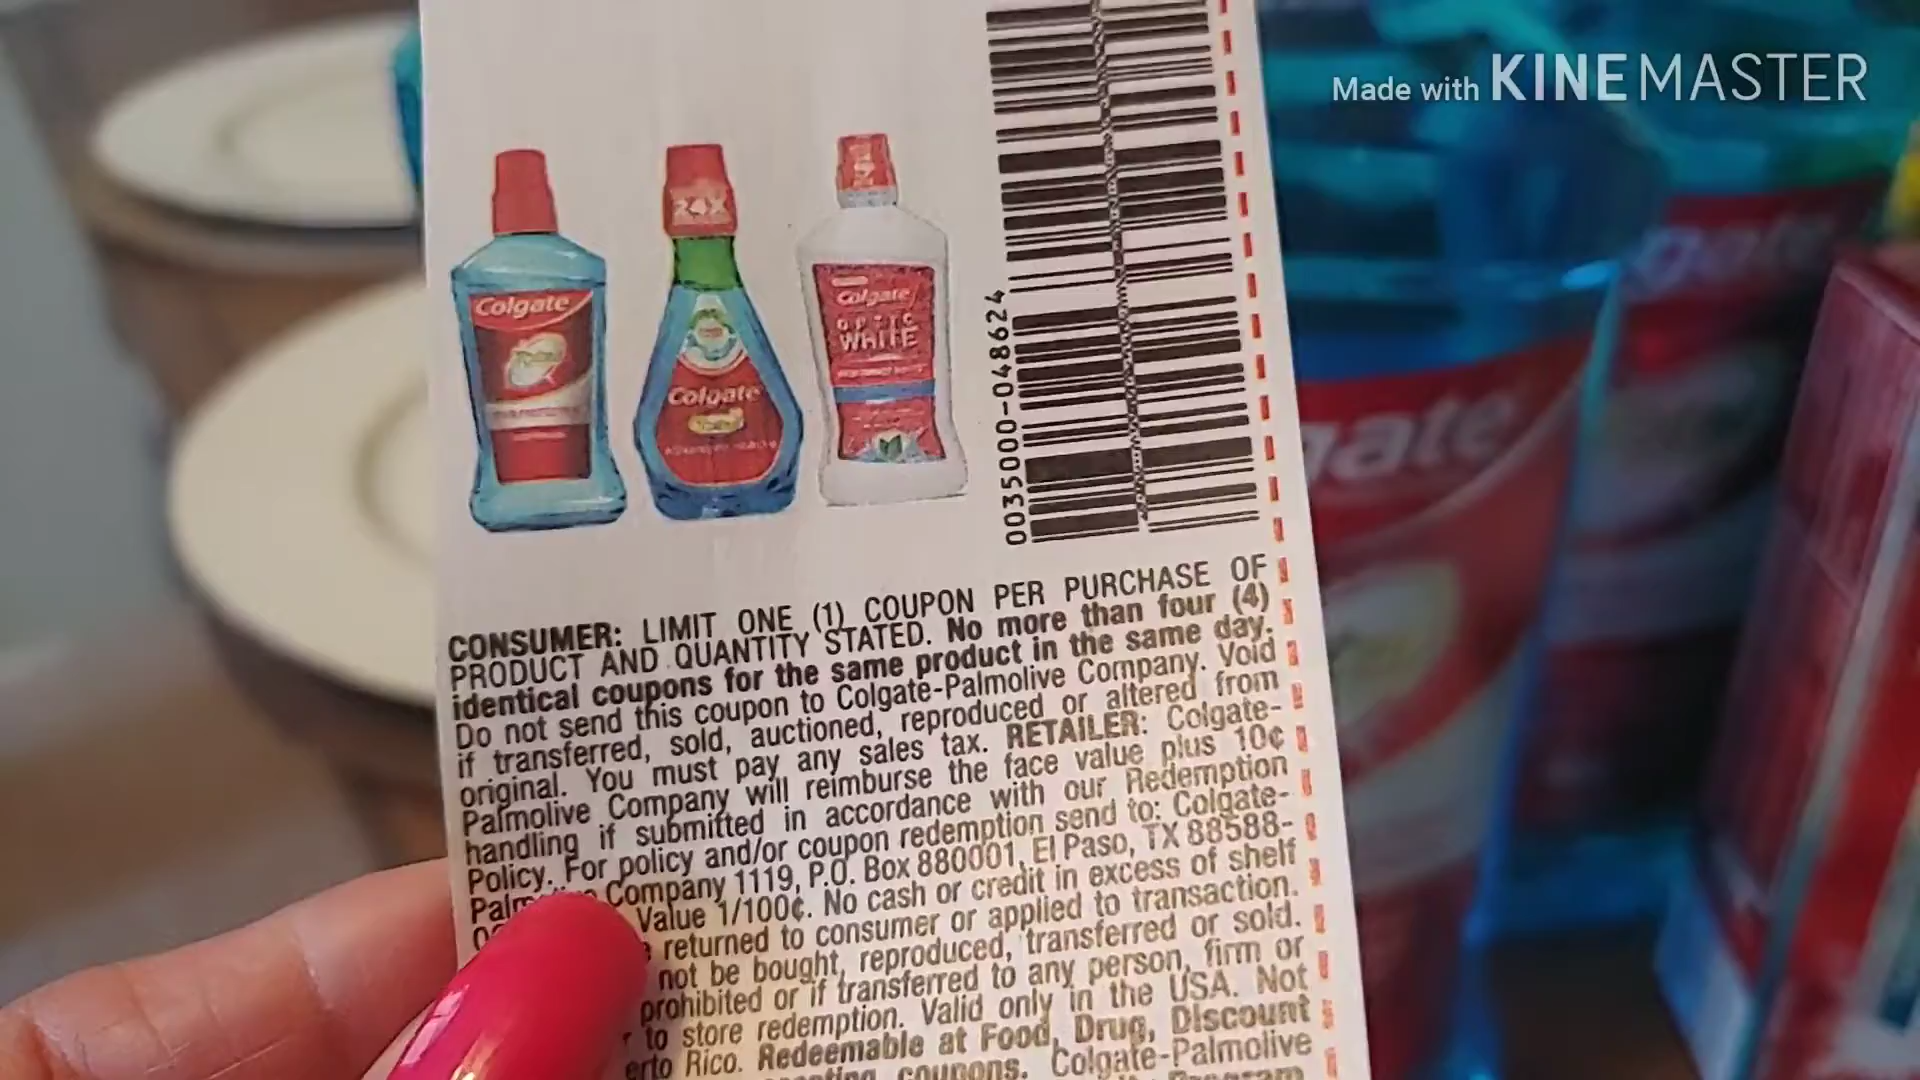 Made with KINEMASTER
24X
Colgate
Colgate
OPTIC
WHITE
Colgate
Total
0035000-048624
gate
CONSUMER: LIMIT ONE (1) COUPON PER PURCHASE OF
PRODUCT AND QUANTITY STATED. No more than four (4)
identical coupons for the same product in the same day.
Do not send this coupon to Colgate-Palmolive Company. Void
if transferred, sold, auctioned, reproduced or altered from
original. You must pay any sales tax. RETAILER: Colgate-
Palmolive Company will reimburse the face value plus 10¢
handling if submitted in accordance with our Redemption
Policy. For policy and/or coupon redemption send to: Colgate-
Company 1119, P.O. Box 880001, El Paso, TX 88588-
Value 1/100¢. No cash or credit in excess of shelf
returned to consumer or applied to transaction.
not be bought, reproduced, transferred or sold.
prohibited or if transferred to any person, firm or
to store redemption. Valid only in the USA. Not
Rico. Redeemable at Food, Drug, Discount
coupons. Colgate-Palmolive
Program